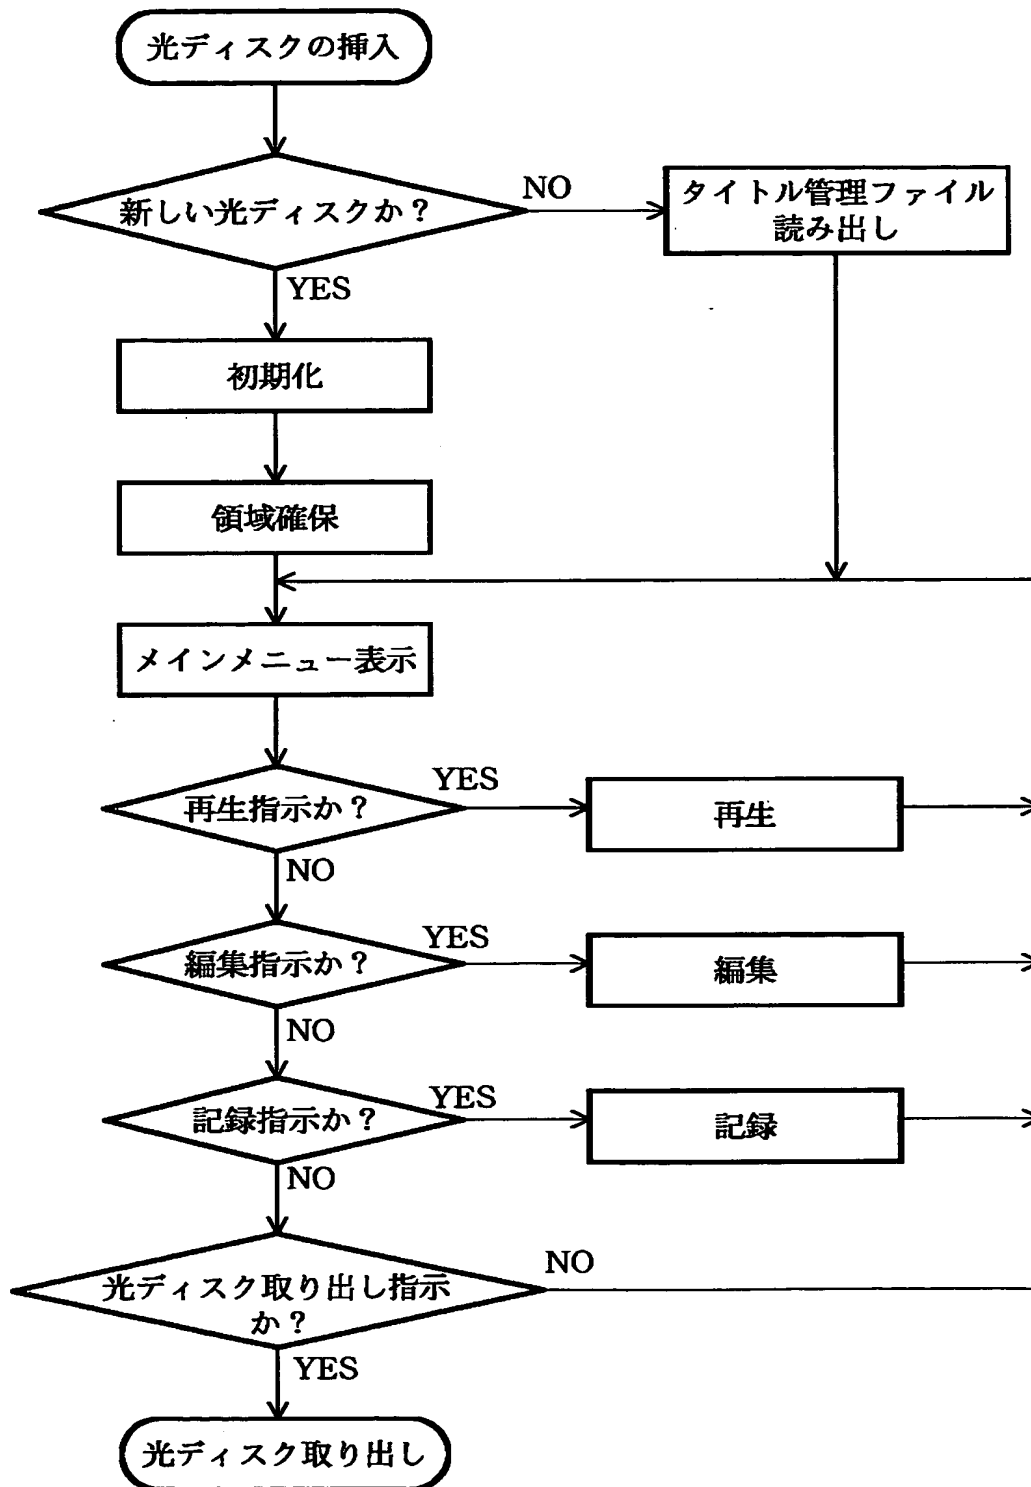 光ディスクの挿入
新しい光ディスクか？
NO
タイトル管理ファイル
読み出し
YES
初期化
領域確保
メインメニュー表示
再生指示か？
YES
再生
NO
編集指示か？
YES
編集
NO
記録指示か？
YES
記録
NO
光ディスク取り出し指示
か？
NO
YES
光ディスク取り出し